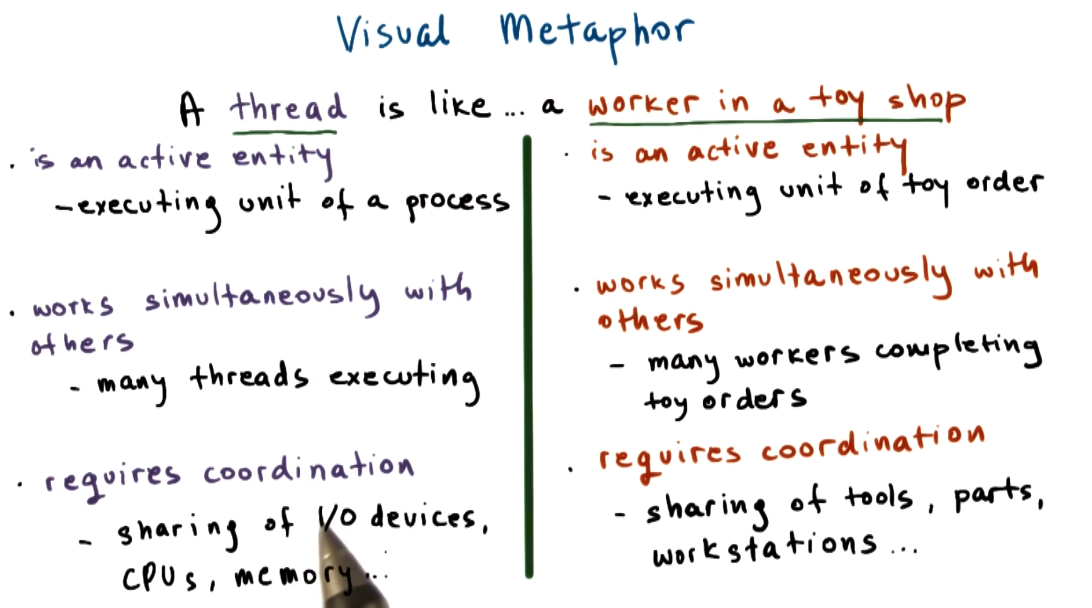 Visual Metaphor
A thread is like... a worker in a toy shop
. is an active entity
- executing unit of a process
. works simultaneously with
others
- many threads executing
. requires coordination
- sharing of I/O devices,
CPUs, memory...
. is an active entity
- executing unit of toy order
. works simultaneously with
others
- many workers completing
toy orders
. requires coordination
- sharing of tools, parts,
workstations...